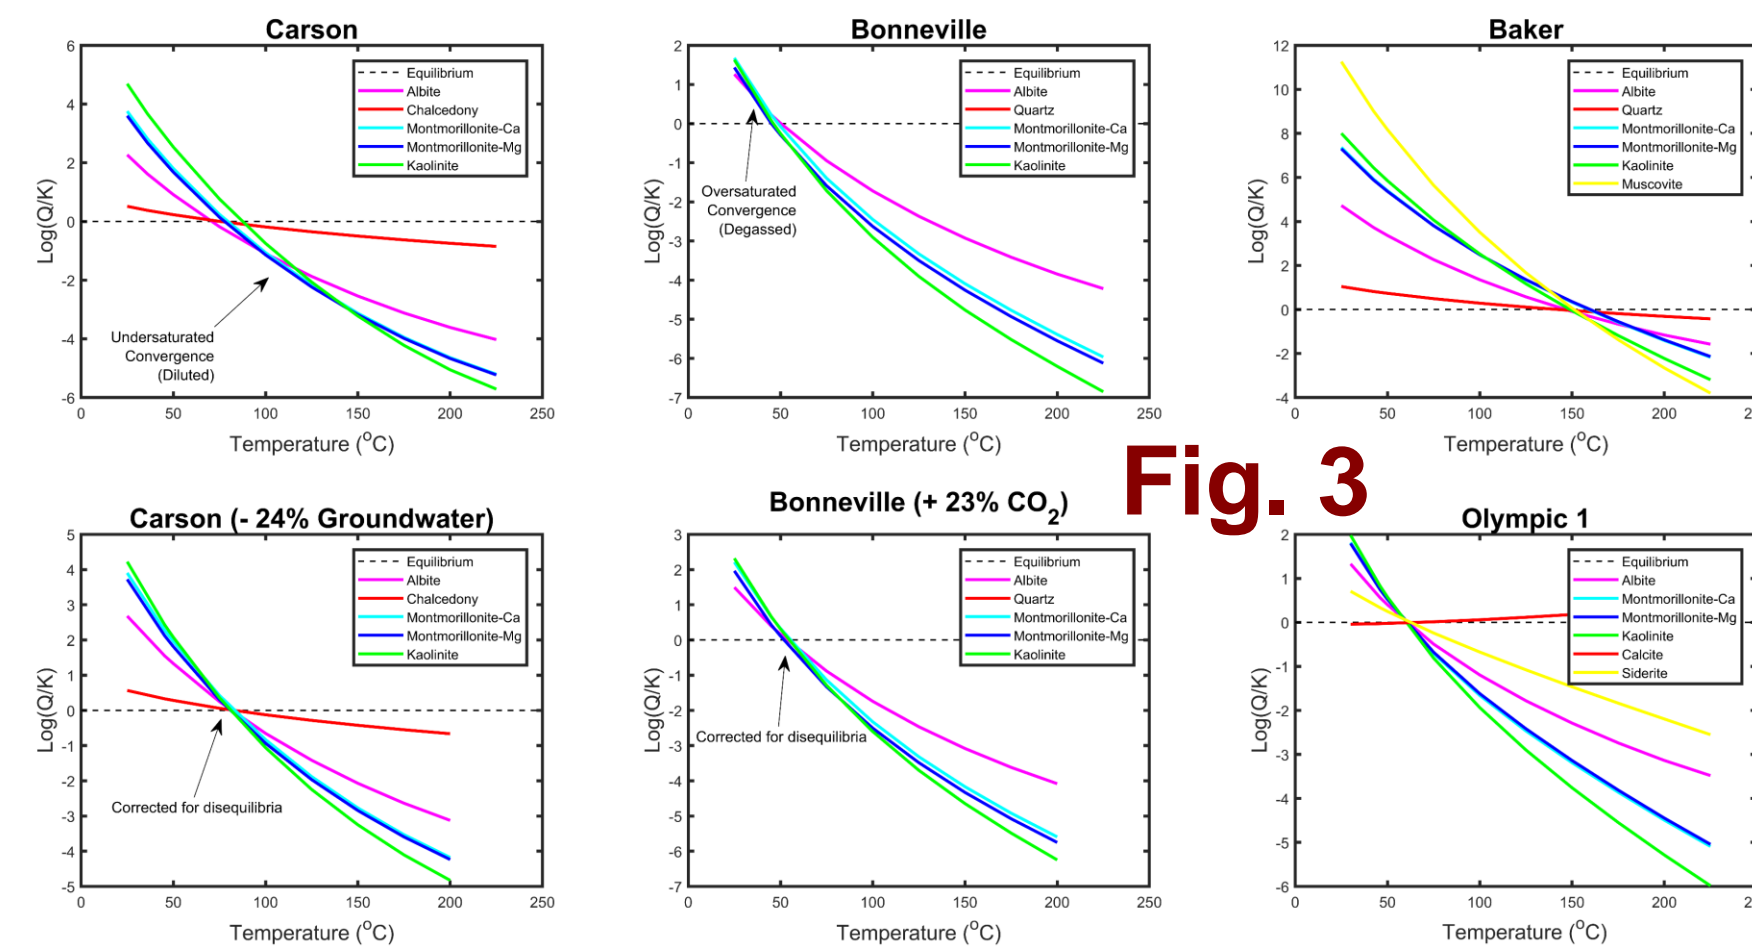 Carson
6
4
2
0
-2
-4
-6
0 50 100 150 200 250
Log(Q/K)
Temperature (°C)
Equilibrium
Albite
Chalcedony
Montmorillonite-Ca
Montmorillonite-Mg
Kaolinite
Undersaturated
Convergence
(Diluted)
Bonneville
2
1
0
-1
-2
-3
-4
-5
-6
-7
0 50 100 150 200 250
Log(Q/K)
Temperature (°C)
Equilibrium
Albite
Quartz
Montmorillonite-Ca
Montmorillonite-Mg
Kaolinite
Oversaturated
Convergence
(Degassed)
Baker
12
10
8
6
4
2
0
-2
-4
0 50 100 150 200 2
Log(Q/K)
Temperature (°C)
Equilibrium
Albite
Quartz
Montmorillonite-Ca
Montmorillonite-Mg
Kaolinite
Muscovite
Fig. 3
Carson (- 24% Groundwater)
5
4
3
2
1
0
-1
-2
-3
-4
-5
0 50 100 150 200 250
Log(Q/K)
Temperature (°C)
Equilibrium
Albite
Chalcedony
Montmorillonite-Ca
Montmorillonite-Mg
Kaolinite
Corrected for disequilibria
Bonneville (+ 23% CO₂)
3
2
1
0
-1
-2
-3
-4
-5
-6
-7
0 50 100 150 200 250
Log(Q/K)
Temperature (°C)
Equilibrium
Albite
Quartz
Montmorillonite-Ca
Montmorillonite-Mg
Kaolinite
Corrected for disequilibria
Olympic 1
2
1
0
-1
-2
-3
-4
-5
-6
0 50 100 150 200 2
Log(Q/K)
Temperature (°C)
Equilibrium
Albite
Montmorillonite-Ca
Montmorillonite-Mg
Kaolinite
Calcite
Siderite